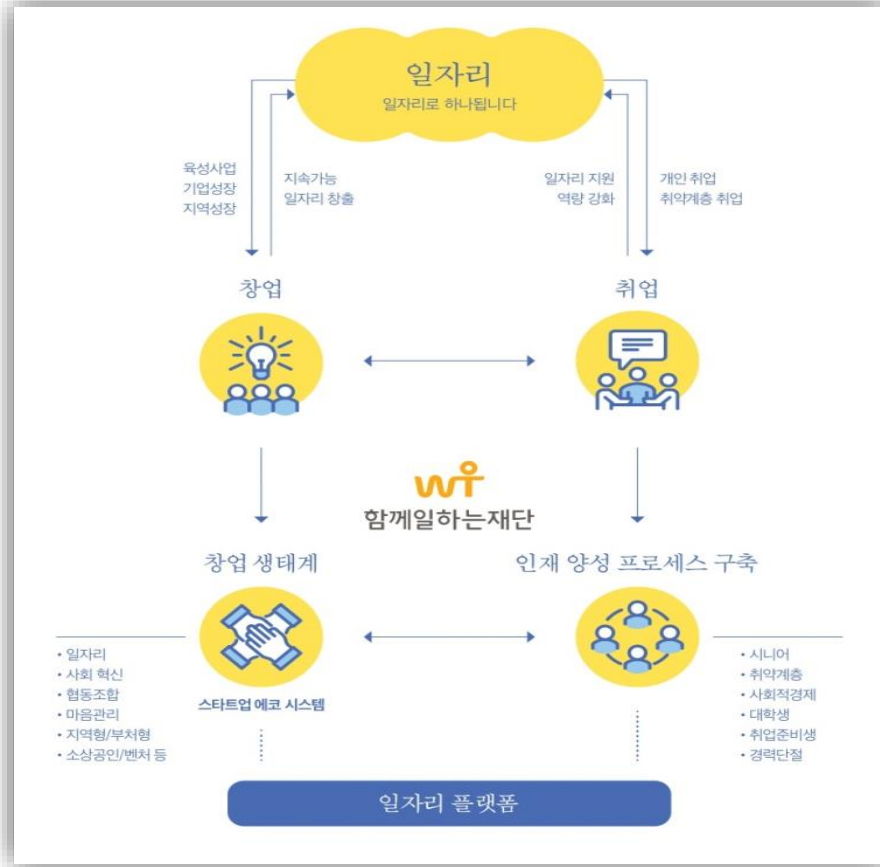 일자리
일자리로 하나됩니다
육성사업
기업성장
지역성장
지속가능
일자리 창출
일자리 지원
역량 강화
개인 취업
취약계층 취업
창업
취업
wit
함께일하는재단
창업 생태계
인재 양성 프로세스 구축
• 일자리
• 사회 혁신
• 협동조합
• 마음관리
• 지역형/부처형
• 소상공인/벤처 등
스타트업 에코 시스템
• 시니어
• 취약계층
• 사회적경제
• 대학생
• 취업준비생
• 경력단절
일자리 플랫폼